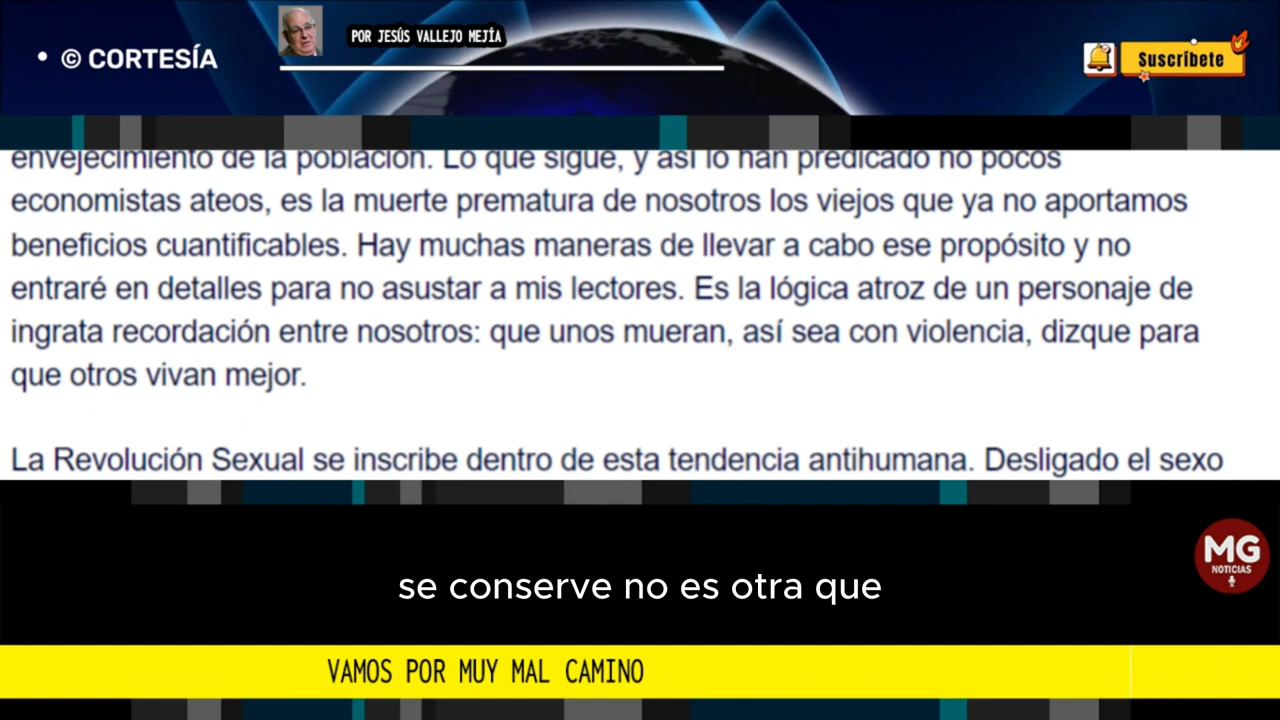 • © CORTESÍA
POR JESÚS VALLEJO MEJÍA
Suscríbete
envejecimiento de la población. Lo que sigue, y así lo han predicado no pocos
economistas ateos, es la muerte prematura de nosotros los viejos que ya no aportamos
beneficios cuantificables. Hay muchas maneras de llevar a cabo ese propósito y no
entraré en detalles para no asustar a mis lectores. Es la lógica atroz de un personaje de
ingrata recordación entre nosotros: que unos mueran, así sea con violencia, dizque para
que otros vivan mejor.
La Revolución Sexual se inscribe dentro de esta tendencia antihumana. Desligado el sexo
MG
NOTICIAS
se conserve no es otra que
VAMOS POR MUY MAL CAMINO